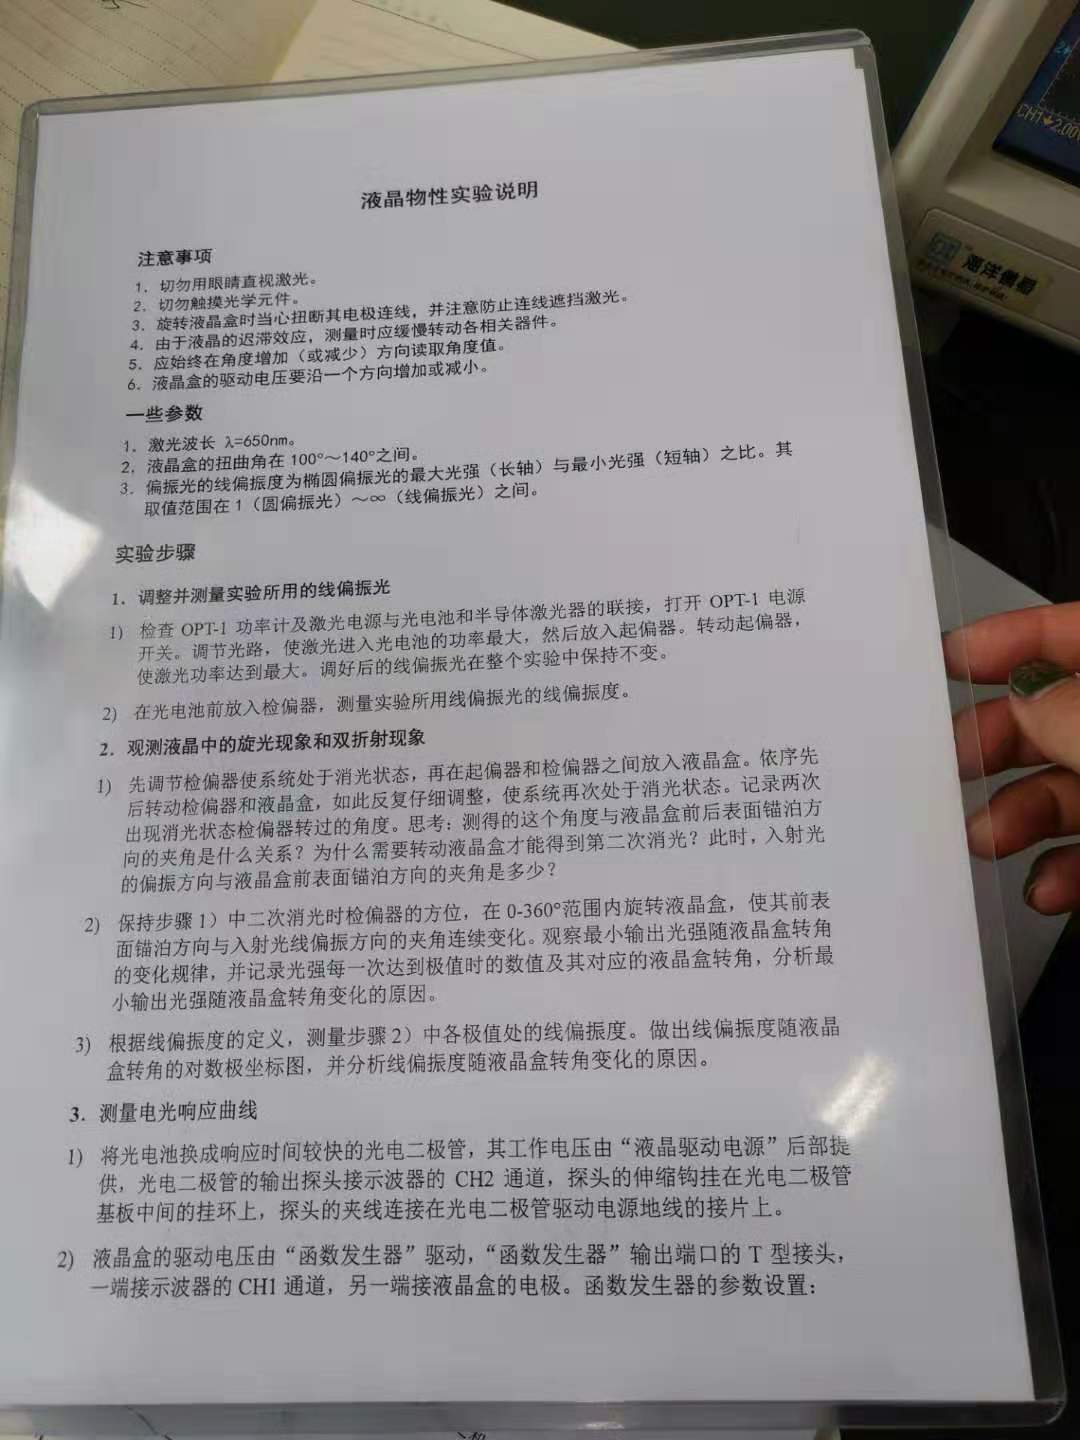 液晶物性实验说明
注意事项
1. 切勿用眼睛直视激光。
2. 切勿触摸光学元件。
3. 旋转液晶盒时当心扭断其电极连线，并注意防止连线遮挡激光。
4. 由于液晶的迟滞效应，测量时应缓慢转动各相关器件。
5. 应始终在角度增加（或减少）方向读取角度值。
6. 液晶盒的驱动电压要沿一个方向增加或减小。
一些参数
1. 激光波长 λ=650nm。
2. 液晶盒的扭曲角在 100°～140°之间。
3. 偏振光的线偏振度为椭圆偏振光的最大光强（长轴）与最小光强（短轴）之比。其
取值范围在 1（圆偏振光）～∞（线偏振光）之间。
实验步骤
1. 调整并测量实验所用的线偏振光
1) 检查 OPT-1 功率计及激光电源与光电池和半导体激光器的联接，打开 OPT-1 电源
开关。调节光路，使激光进入光电池的功率最大，然后放入起偏器。转动起偏器，
使激光功率达到最大。调好后的线偏振光在整个实验中保持不变。
2) 在光电池前放入检偏器，测量实验所用线偏振光的线偏振度。
2. 观测液晶中的旋光现象和双折射现象
1) 先调节检偏器使系统处于消光状态，再在起偏器和检偏器之间放入液晶盒。依序先
后转动检偏器和液晶盒，如此反复仔细调整，使系统再次处于消光状态。记录两次
出现消光状态检偏器转过的角度。思考：测得的这个角度与液晶盒前后表面锚泊方
向的夹角是什么关系？为什么需要转动液晶盒才能得到第二次消光？此时，入射光
的偏振方向与液晶盒前表面锚泊方向的夹角是多少？
2) 保持步骤 1）中二次消光时检偏器的方位，在 0-360°范围内旋转液晶盒，使其前表
面锚泊方向与入射光线偏振方向的夹角连续变化。观察最小输出光强随液晶盒转角
的变化规律，并记录光强每一次达到极值时的数值及其对应的液晶盒转角，分析最
小输出光强随液晶盒转角变化的原因。
3) 根据线偏振度的定义，测量步骤 2）中各极值处的线偏振度。做出线偏振度随液晶
盒转角的对数极坐标图，并分析线偏振度随液晶盒转角变化的原因。
3. 测量电光响应曲线
1) 将光电池换成响应时间较快的光电二极管，其工作电压由“液晶驱动电源”后部提
供，光电二极管的输出探头接示波器的 CH2 通道，探头的伸缩钩挂在光电二极管
基板中间的挂环上，探头的夹线连接在光电二极管驱动电源地线的接片上。
2) 液晶盒的驱动电压由“函数发生器”驱动，“函数发生器”输出端口的 T 型接头，
一端接示波器的 CH1 通道，另一端接液晶盒的电极。函数发生器的参数设置：
CH1 2.00